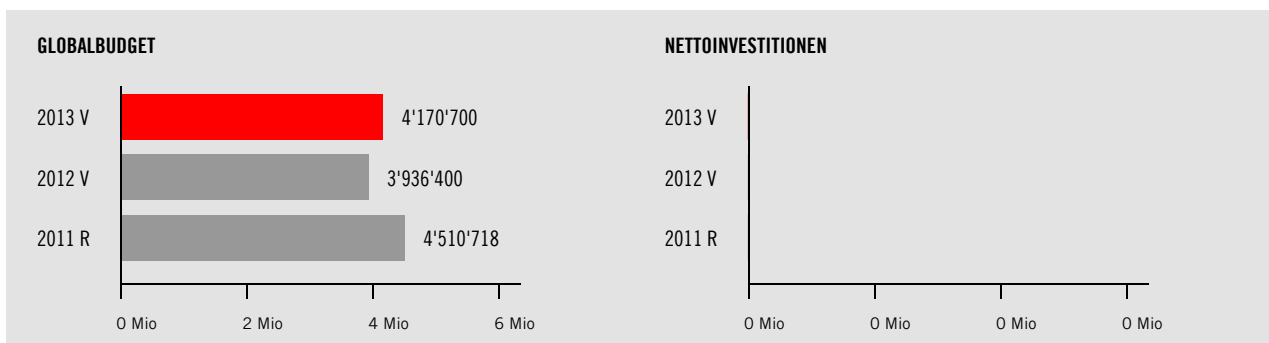 GLOBALBUDGET
2013 V 4'170'700
2012 V 3'936'400
2011 R 4'510'718
0 Mio 2 Mio 4 Mio 6 Mio
NETTOINVESTITIONEN
2013 V
2012 V
2011 R
0 Mio 0 Mio 0 Mio 0 Mio